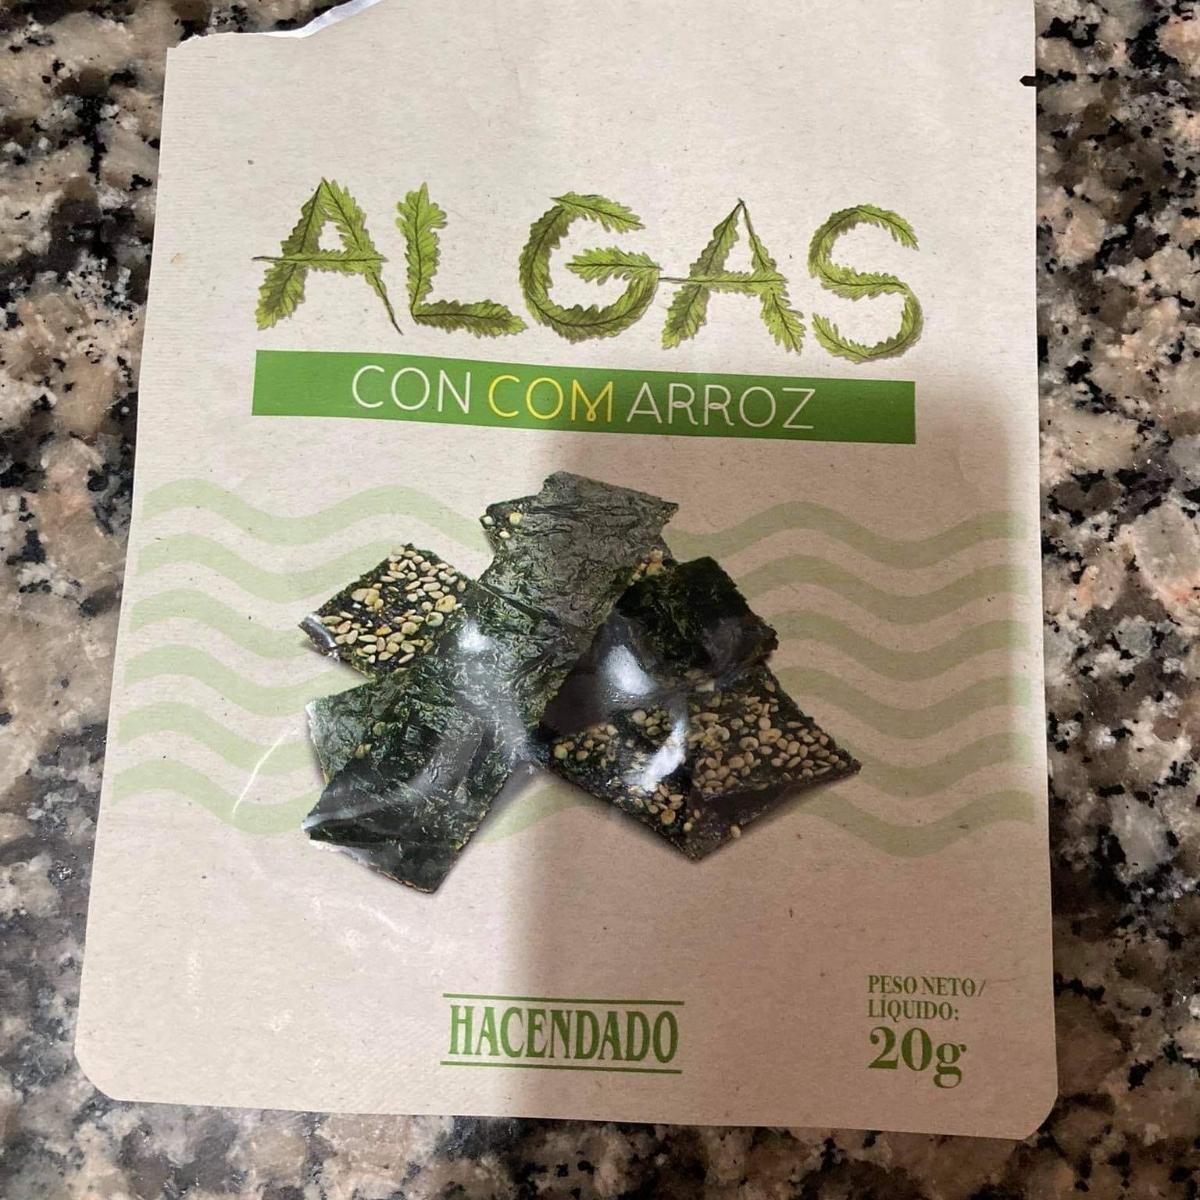 ALGAS
CON COM ARROZ
HACENDADO
PESO NETO/
LÍQUIDO:
20g